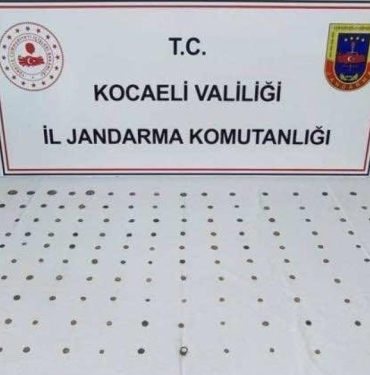 T.C.
KOCAELİ VALİLİĞİ
İL JANDARMA KOMUTANLIĞI